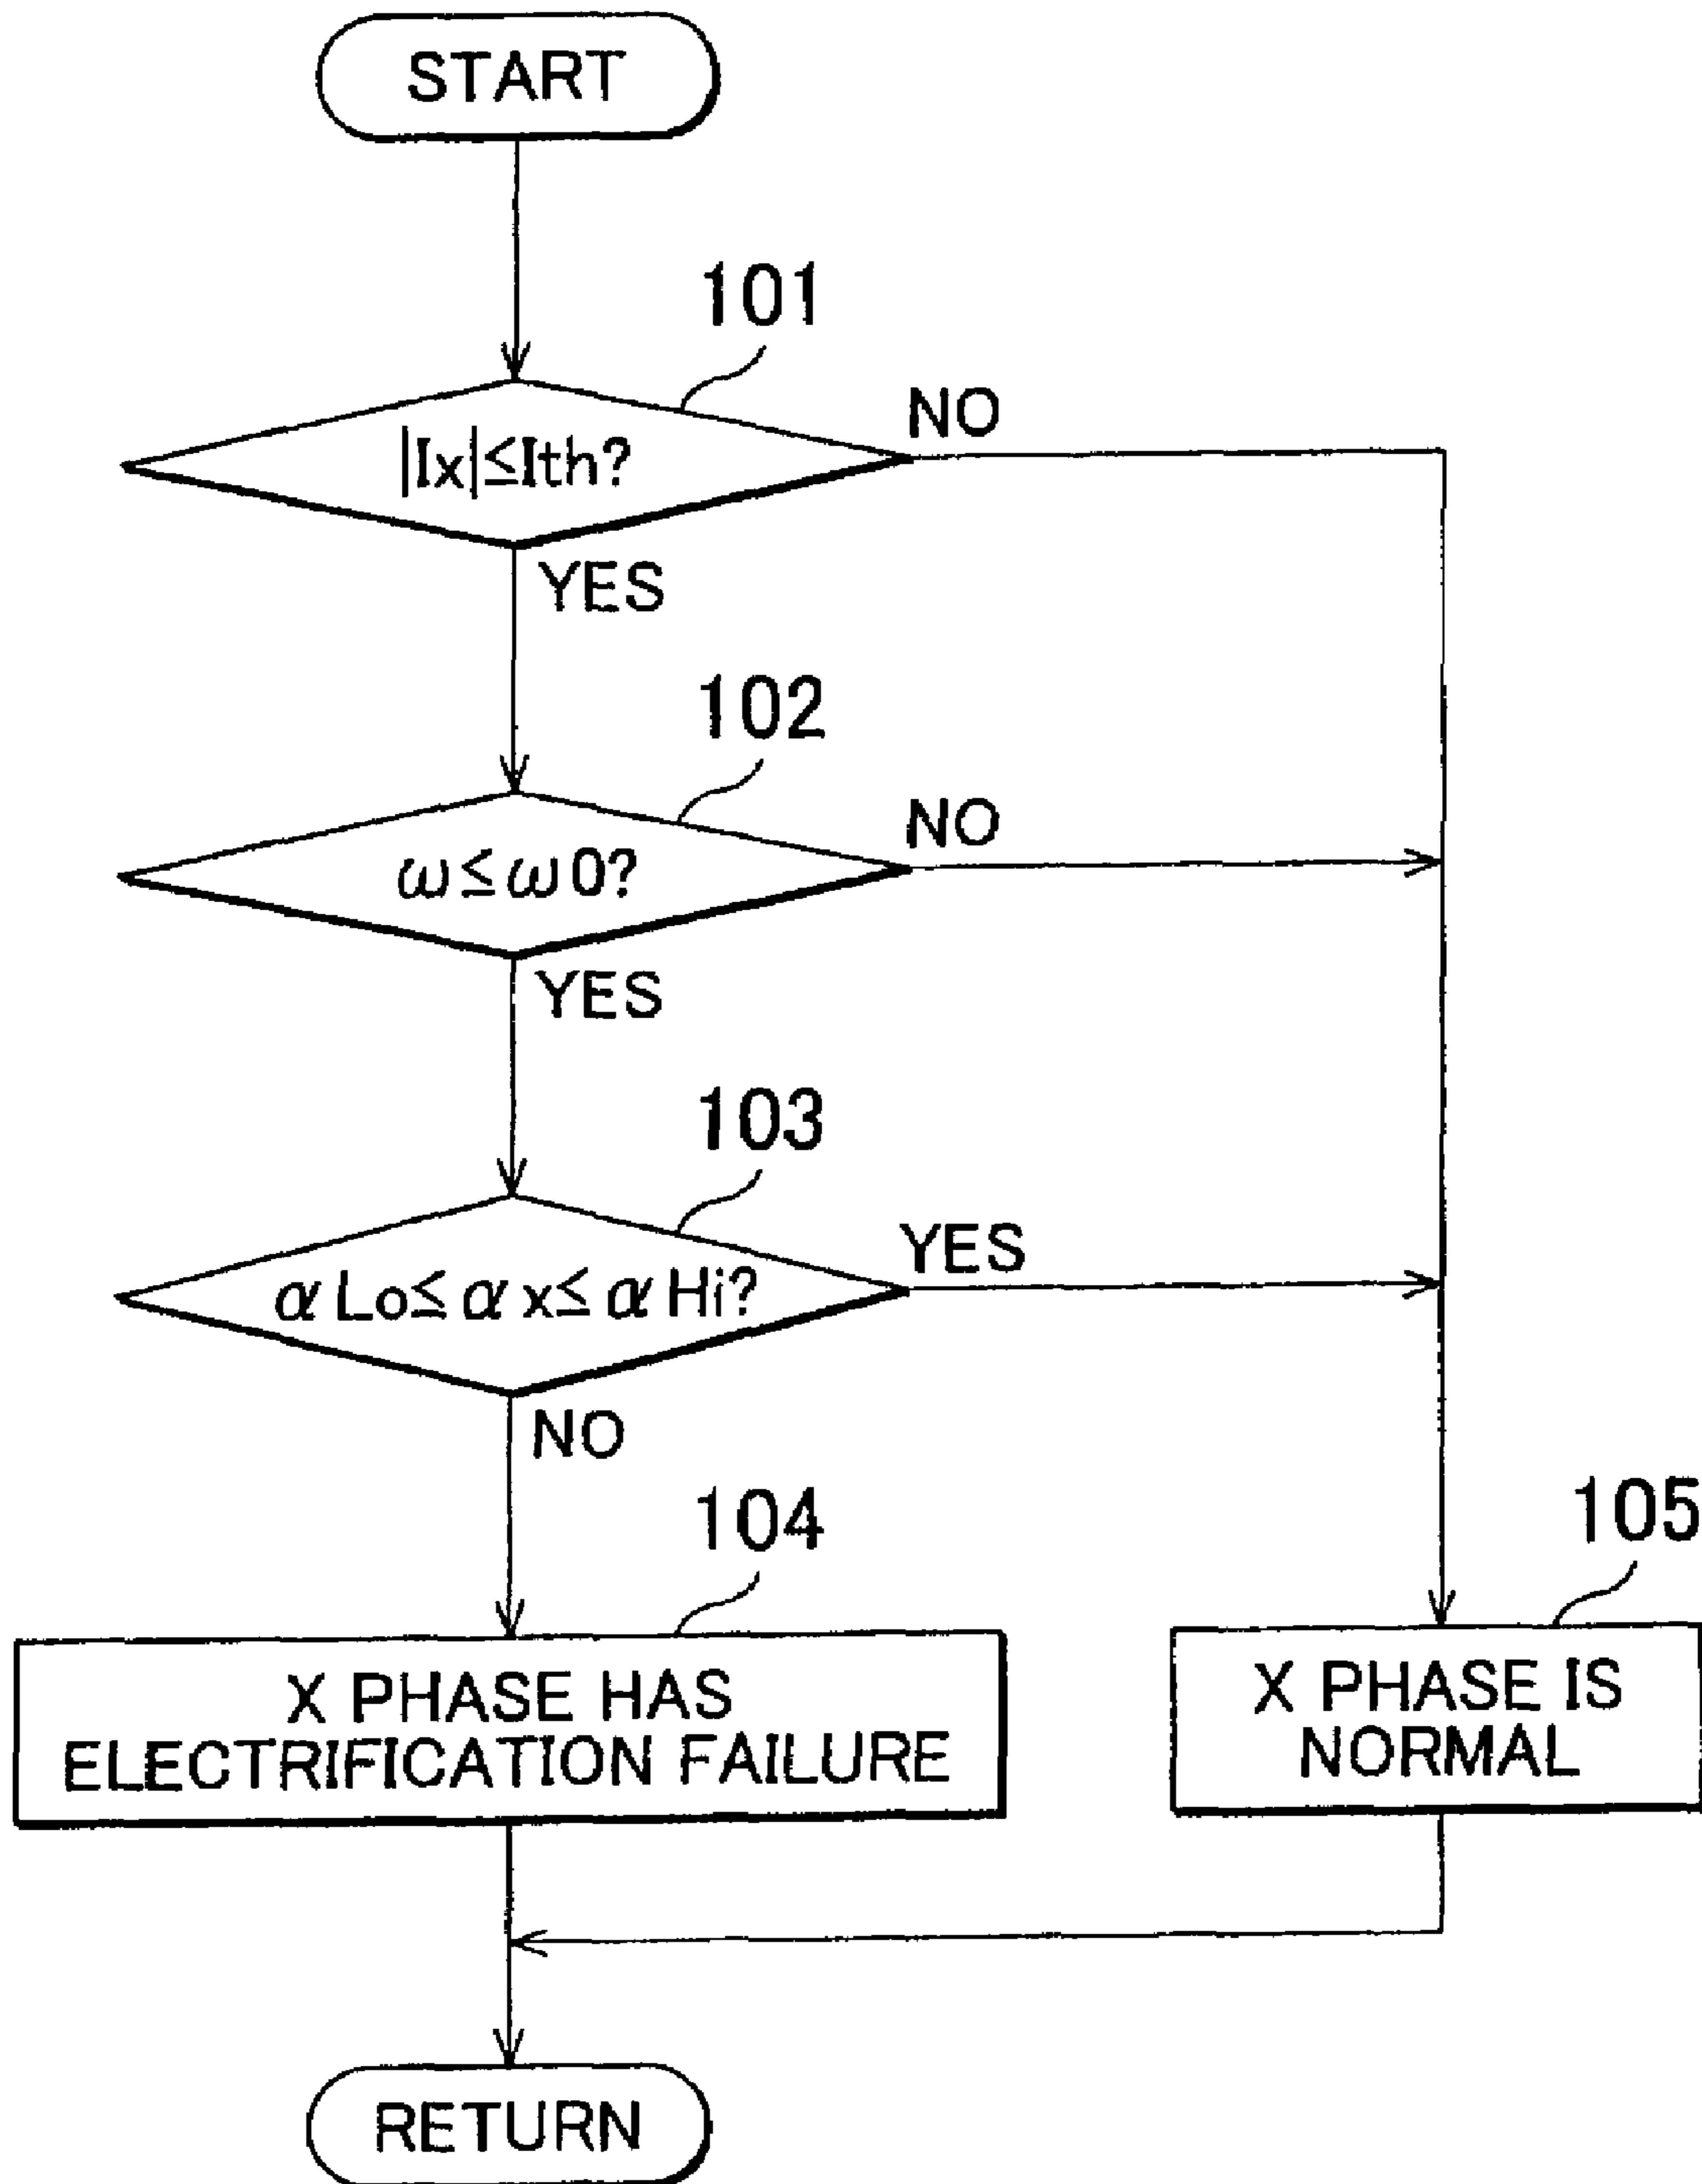 START
101
|Ix|≤Ith?
NO
YES
102
ω≤ω0?
NO
YES
103
αLo≤αx≤αHi?
YES
NO
104
X PHASE HAS
ELECTRIFICATION FAILURE
105
X PHASE IS
NORMAL
RETURN